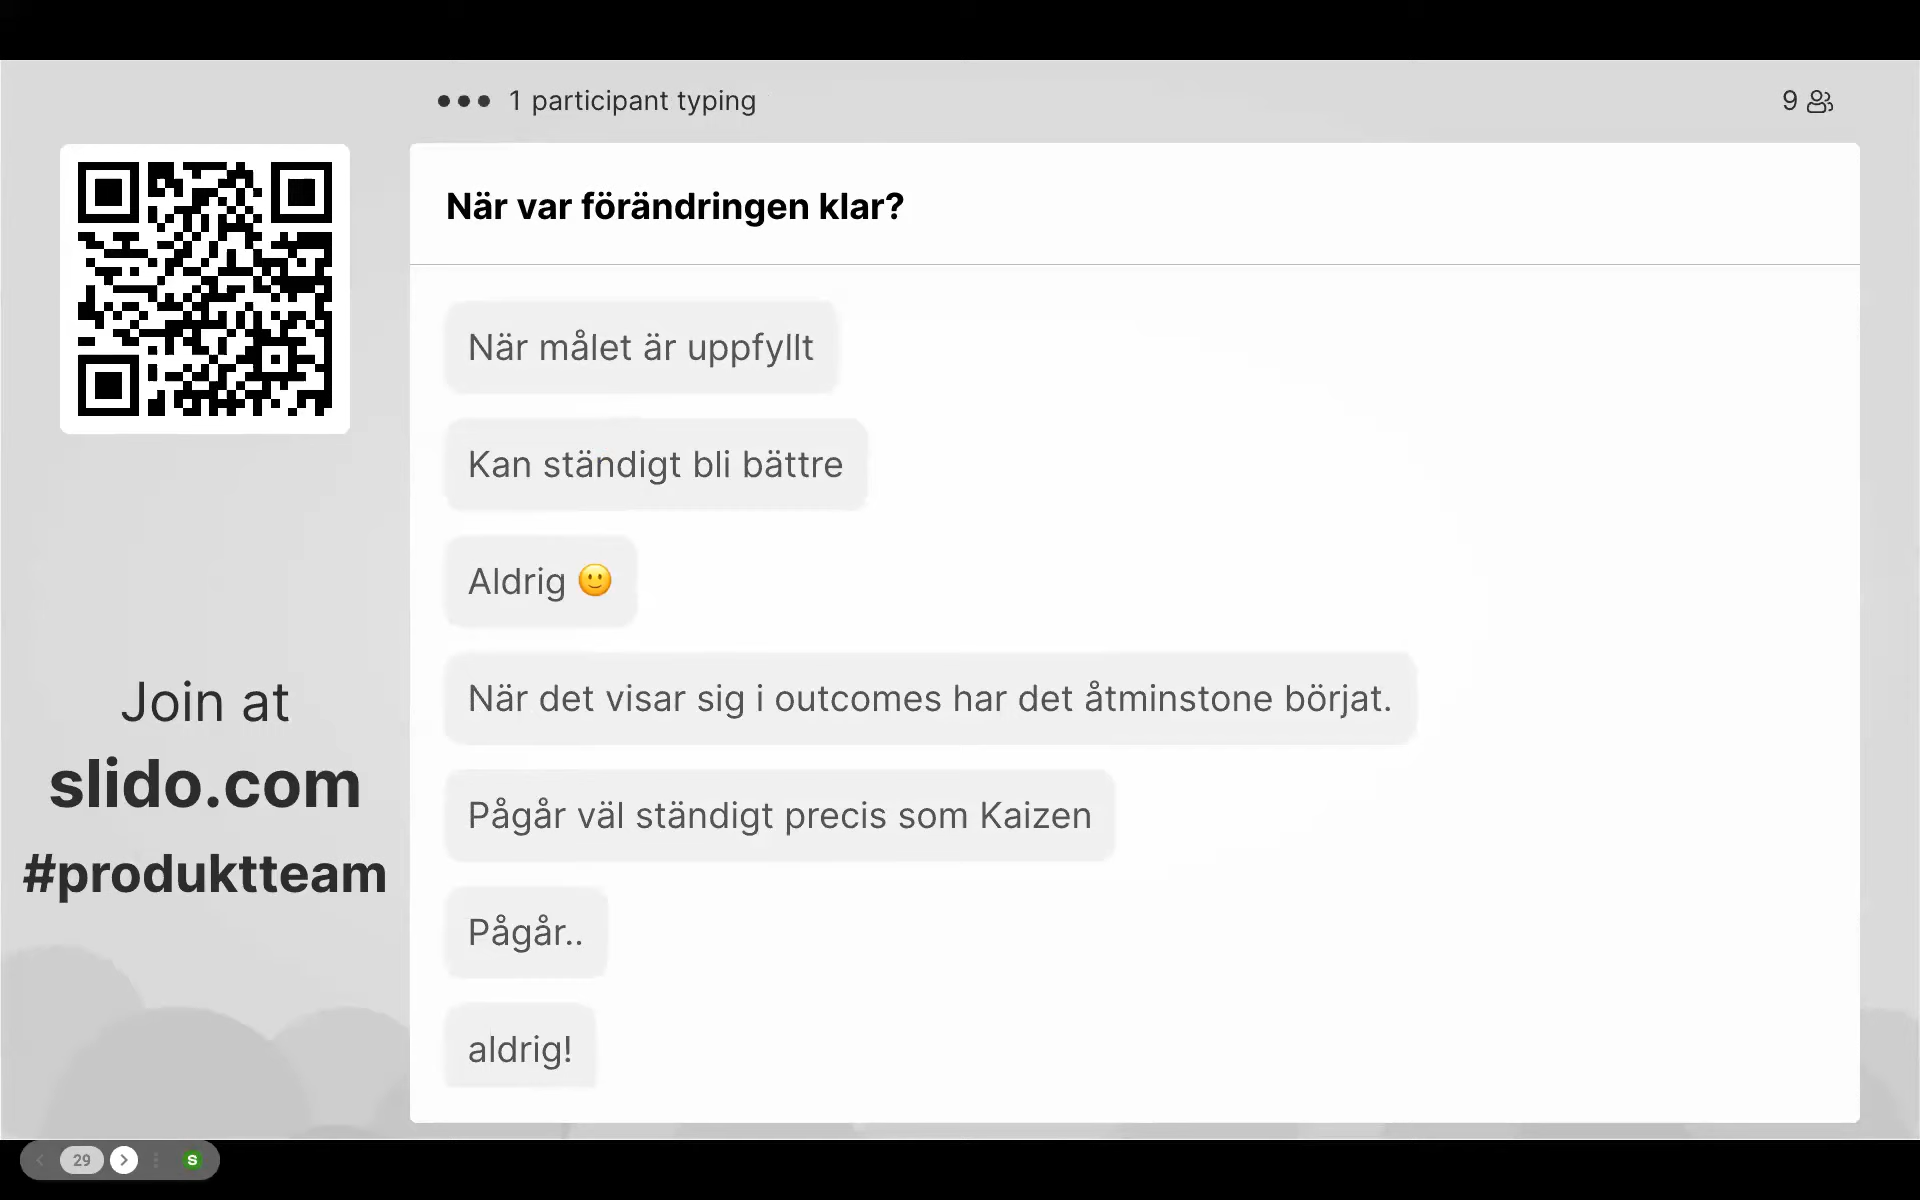 ••• 1 participant typing
9
När var förändringen klar?
När målet är uppfyllt
Kan ständigt bli bättre
Aldrig 🙂
När det visar sig i outcomes har det åtminstone börjat.
Pågår väl ständigt precis som Kaizen
Pågår..
aldrig!
Join at
slido.com
#produktteam
29
S